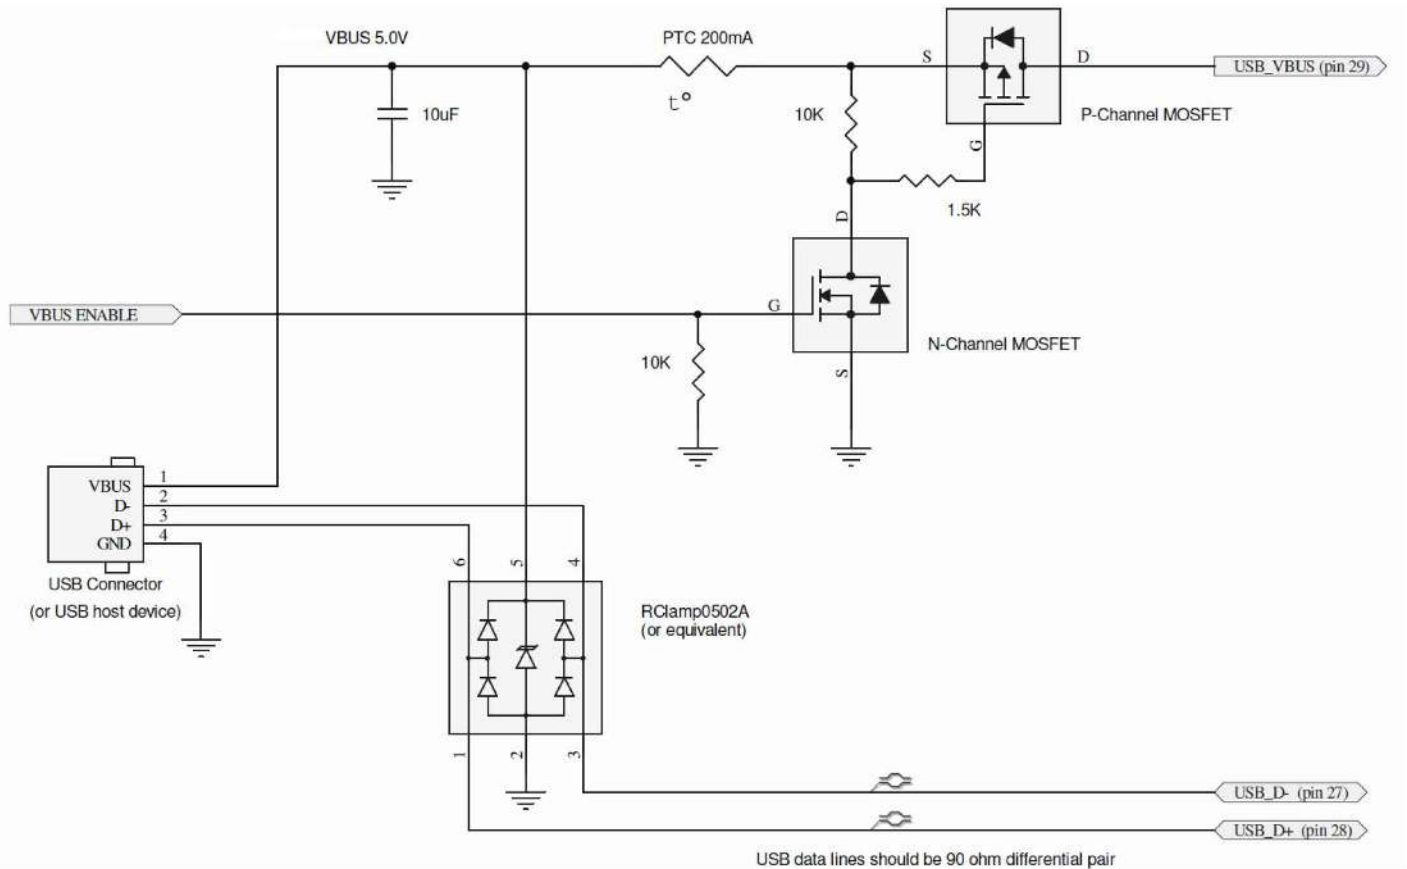 VBUS 5.0V
PTC 200mA
t°
10uF
10K
S
D
G
USB_VBUS (pin 29)
P-Channel MOSFET
1.5K
D
VBUS ENABLE
G
10K
S
N-Channel MOSFET
VBUS 1
D- 2
D+ 3
GND 4
USB Connector
(or USB host device)
6 5 4
RClamp0502A
(or equivalent)
1 2 3
USB_D- (pin 27)
USB_D+ (pin 28)
USB data lines should be 90 ohm differential pair